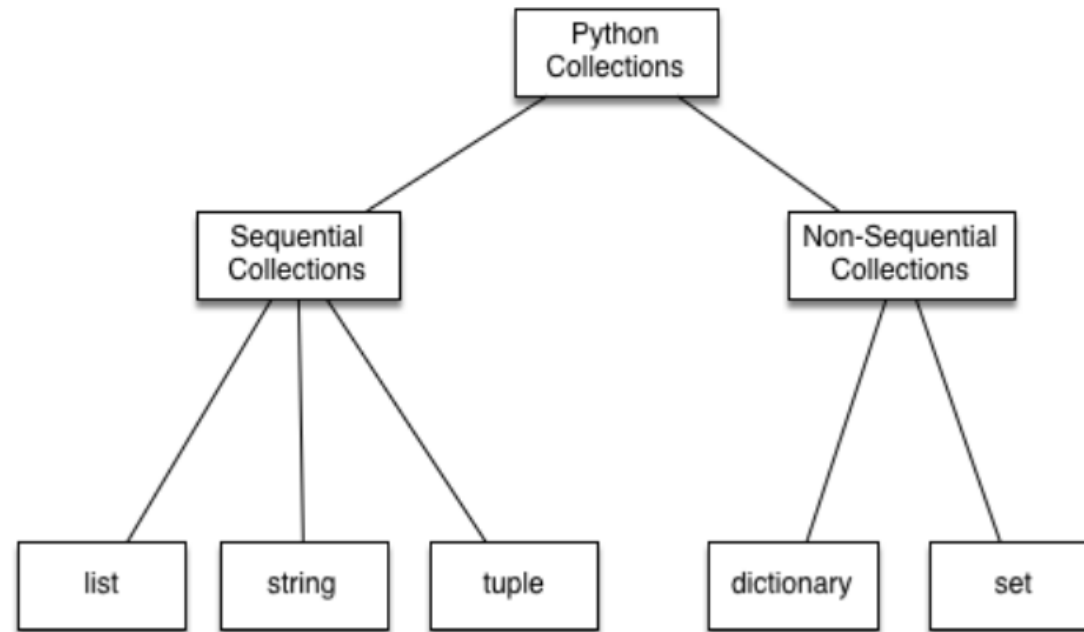 Python
Collections
Sequential
Collections
Non-Sequential
Collections
list
string
tuple
dictionary
set